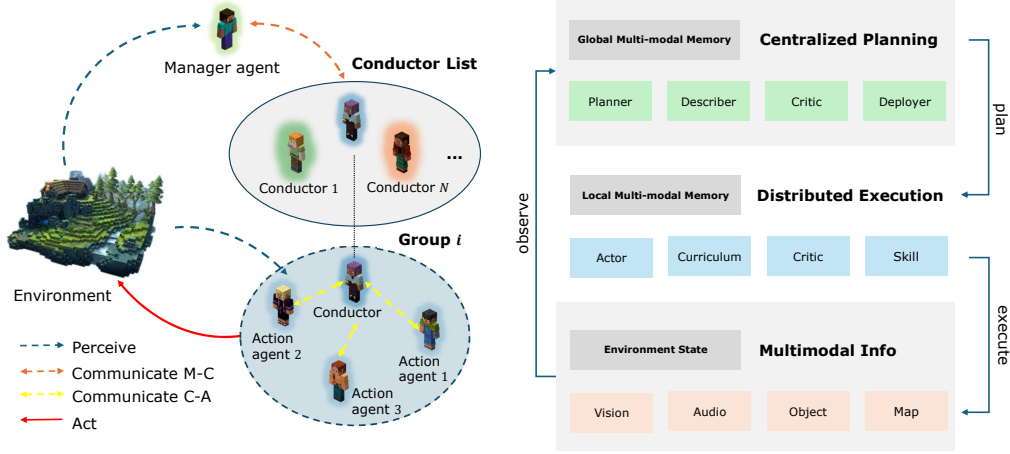 Manager agent
Conductor List
Conductor 1
Conductor N
...
Group i
Environment
Conductor
Action
agent 2
Action
agent 1
Action
agent 3
Perceive
Communicate M-C
Communicate C-A
Act
Global Multi-modal Memory
Centralized Planning
Planner
Describer
Critic
Deployer
plan
Local Multi-modal Memory
Distributed Execution
observe
Actor
Curriculum
Critic
Skill
execute
Environment State
Multimodal Info
Vision
Audio
Object
Map